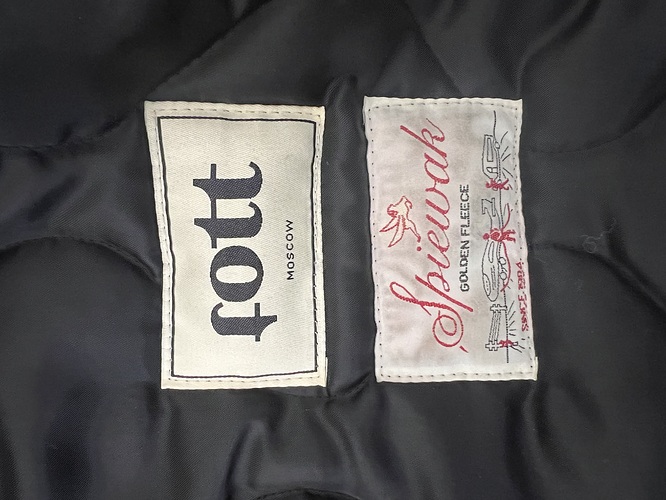 fott
MOSCOW
Spiewak
GOLDEN FLEECE
SINCE 1904.